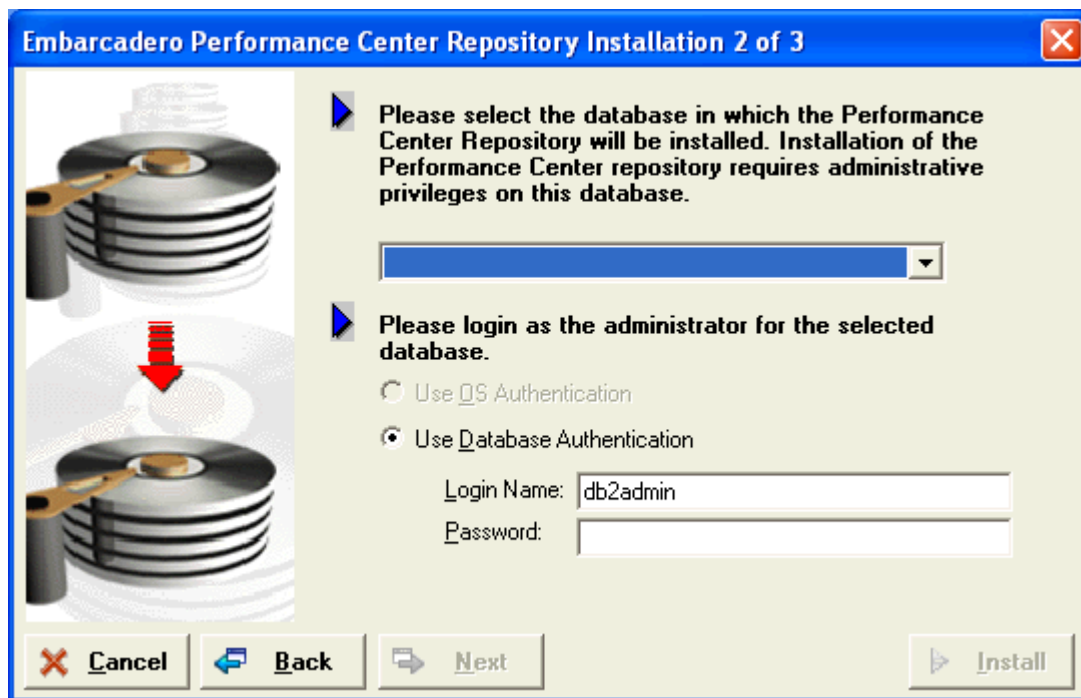 Embarcadero Performance Center Repository Installation 2 of 3
Please select the database in which the Performance
Center Repository will be installed. Installation of the
Performance Center repository requires administrative
privileges on this database.
Please login as the administrator for the selected
database.
Use OS Authentication
Use Database Authentication
Login Name: db2admin
Password:
Cancel Back Next Install